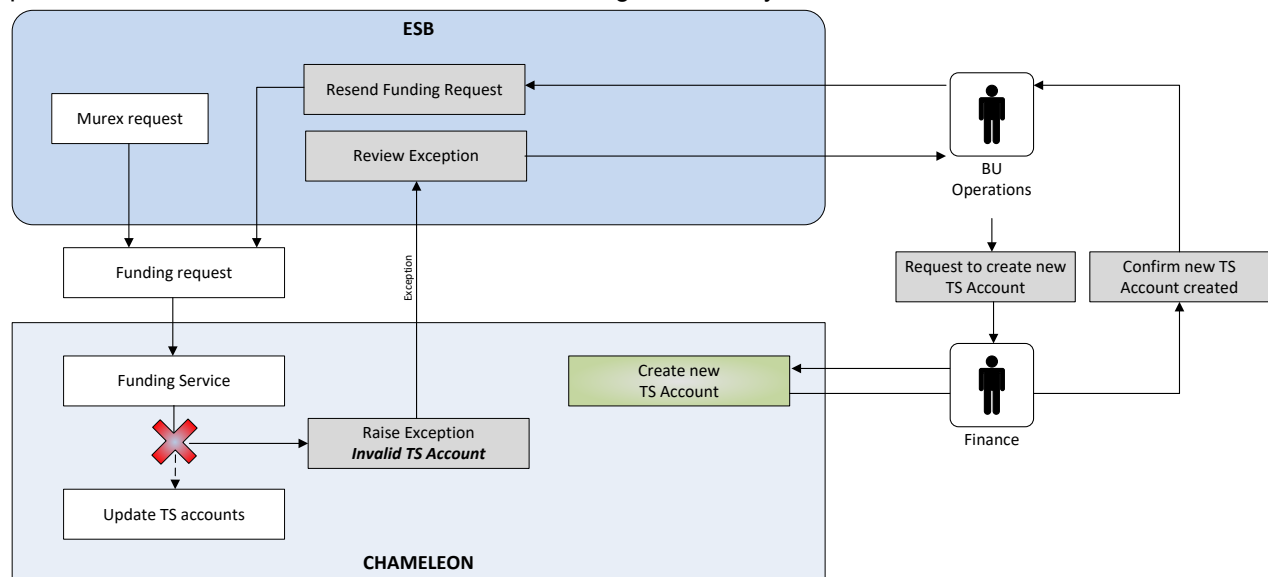 ESB
Resend Funding Request
Murex request
Review Exception
BU
Operations
Funding request
Exception
Request to create new
TS Account
Confirm new TS
Account created
Funding Service
Create new
TS Account
Raise Exception
Invalid TS Account
Finance
Update TS accounts
CHAMELEON